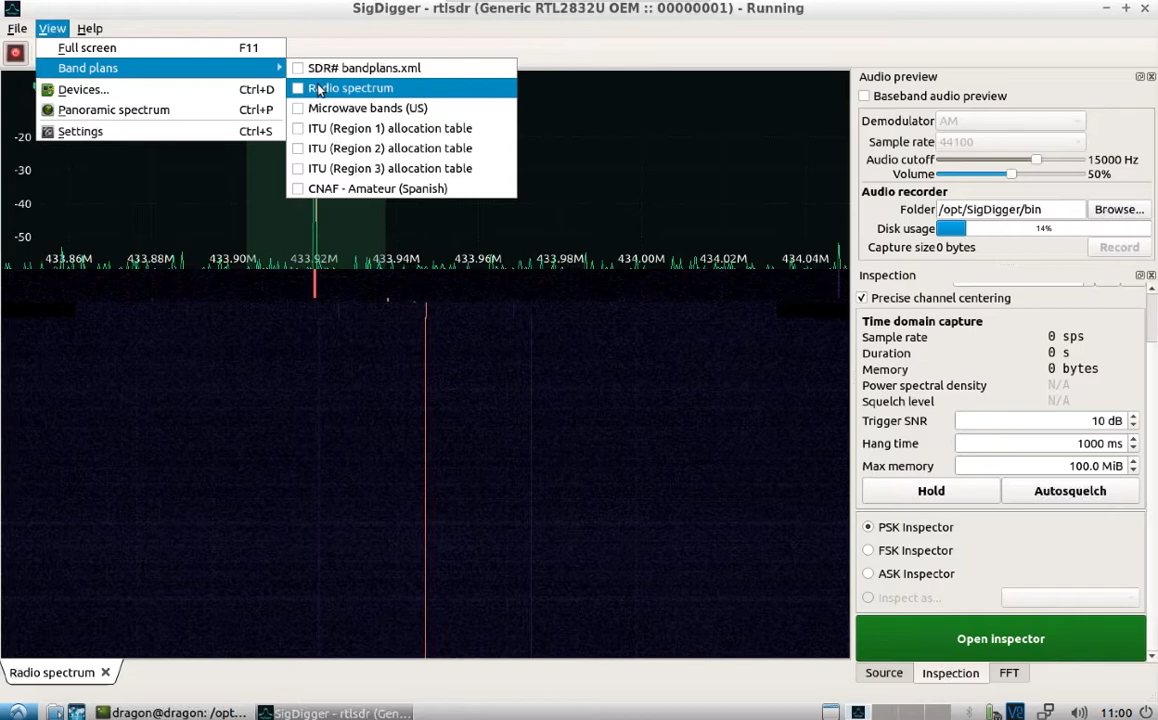 SigDigger - rtlsdr (Generic RTL2832U OEM :: 00000001) - Running
File View Help
Full screen F11
Band plans
Devices... Ctrl+D
Panoramic spectrum Ctrl+P
Settings Ctrl+S
SDR# bandplans.xml
Radio spectrum
Microwave bands (US)
ITU (Region 1) allocation table
ITU (Region 2) allocation table
ITU (Region 3) allocation table
CNAF - Amateur (Spanish)
-20
-30
-40
-50
433.86M 433.88M 433.90M 433.92M 433.94M 433.96M 433.98M 434.00M 434.02M 434.04M
Audio preview
Baseband audio preview
Demodulator AM
Sample rate 44100
Audio cutoff 15000 Hz
Volume 50%
Audio recorder
Folder /opt/SigDigger/bin Browse...
Disk usage 14%
Capture size 0 bytes Record
Inspection
Precise channel centering
Time domain capture
Sample rate 0 sps
Duration 0 s
Memory 0 bytes
Power spectral density N/A
Squelch level N/A
Trigger SNR 10 dB
Hang time 1000 ms
Max memory 100.0 MiB
Hold Autosquelch
PSK Inspector
FSK Inspector
ASK Inspector
Inspect as...
Open inspector
Radio spectrum
Source Inspection FFT
dragon@dragon: /opt... SigDigger - rtlsdr (Gen... 11:00